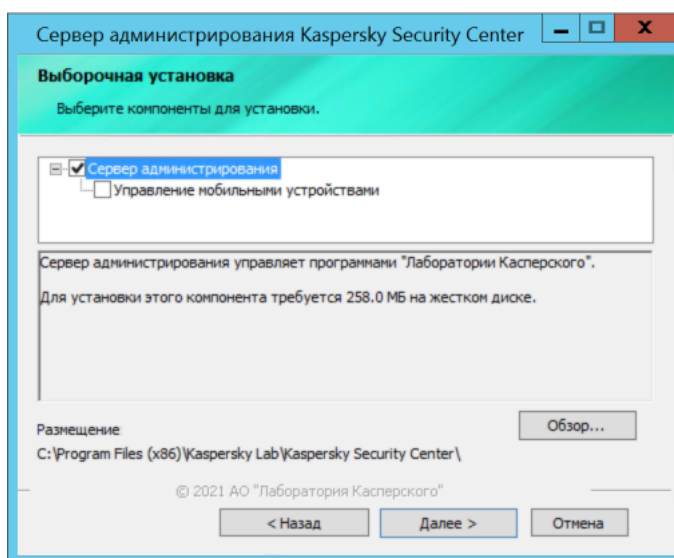 Сервер администрирования Kaspersky Security Center
Выборочная установка
Выберите компоненты для установки.
Сервер администрирования
Управление мобильными устройствами
Сервер администрирования управляет программами "Лаборатории Касперского".
Для установки этого компонента требуется 258.0 МБ на жестком диске.
Размещение
Обзор...
C:\Program Files (x86)\Kaspersky Lab\Kaspersky Security Center\
© 2021 АО "Лаборатория Касперского"
< Назад
Далее >
Отмена